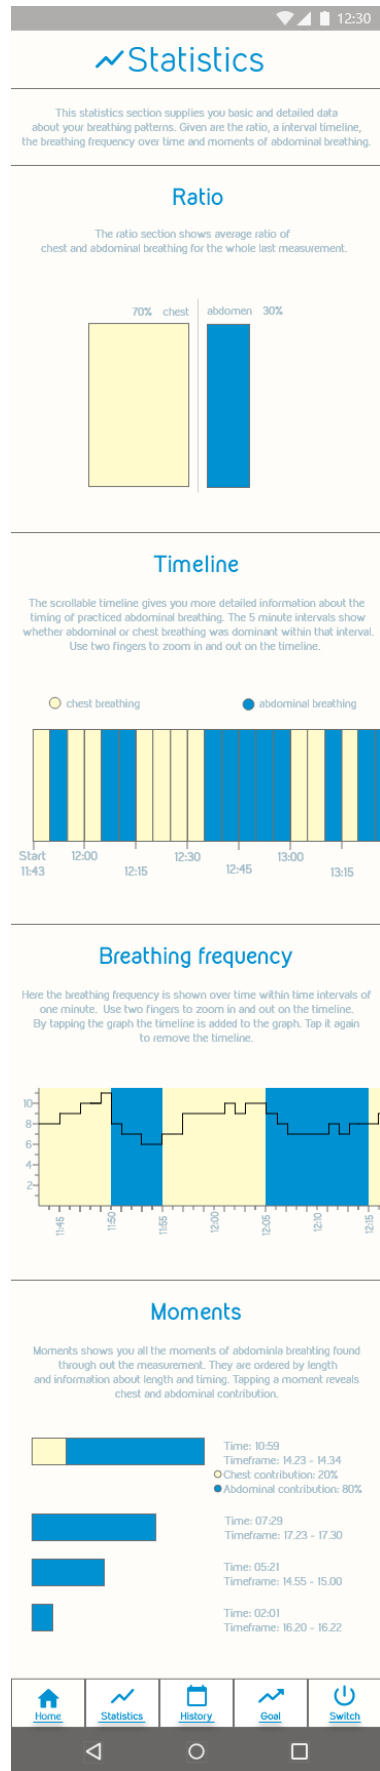 12:30
Statistics
This statistics section supplies you basic and detailed data
about your breathing patterns. Given are the ratio, a interval timeline,
the breathing frequency over time and moments of abdominal breathing.
Ratio
The ratio section shows average ratio of
chest and abdominal breathing for the whole last measurement.
70% chest abdomen 30%
Timeline
The scrollable timeline gives you more detailed information about the
timing of practiced abdominal breathing. The 5 minute intervals show
whether abdominal or chest breathing was dominant within that interval.
Use two fingers to zoom in and out on the timeline.
chest breathing abdominal breathing
Start 12:00 12:30 13:00
11:43 12:15 12:45 13:15
Breathing frequency
Here the breathing frequency is shown over time within time intervals of
one minute. Use two fingers to zoom in and out on the timeline.
By tapping the graph the timeline is added to the graph. Tap it again
to remove the timeline.
10
8
6
4
2
11:45 11:50 11:55 12:00 12:05 12:10 12:15
Moments
Moments shows you all the moments of abdominla breahting found
through out the measurement. They are ordered by length
and information about length and timing. Tapping a moment reveals
chest and abdominal contribution.
Time: 10:59
Timeframe: 14.23 - 14.34
Chest contribution: 20%
Abdominal contribution: 80%
Time: 07:29
Timeframe: 17.23 - 17.30
Time: 05:21
Timeframe: 14.55 - 15.00
Time: 02:01
Timeframe: 16.20 - 16.22
Home Statistics History Goal Switch